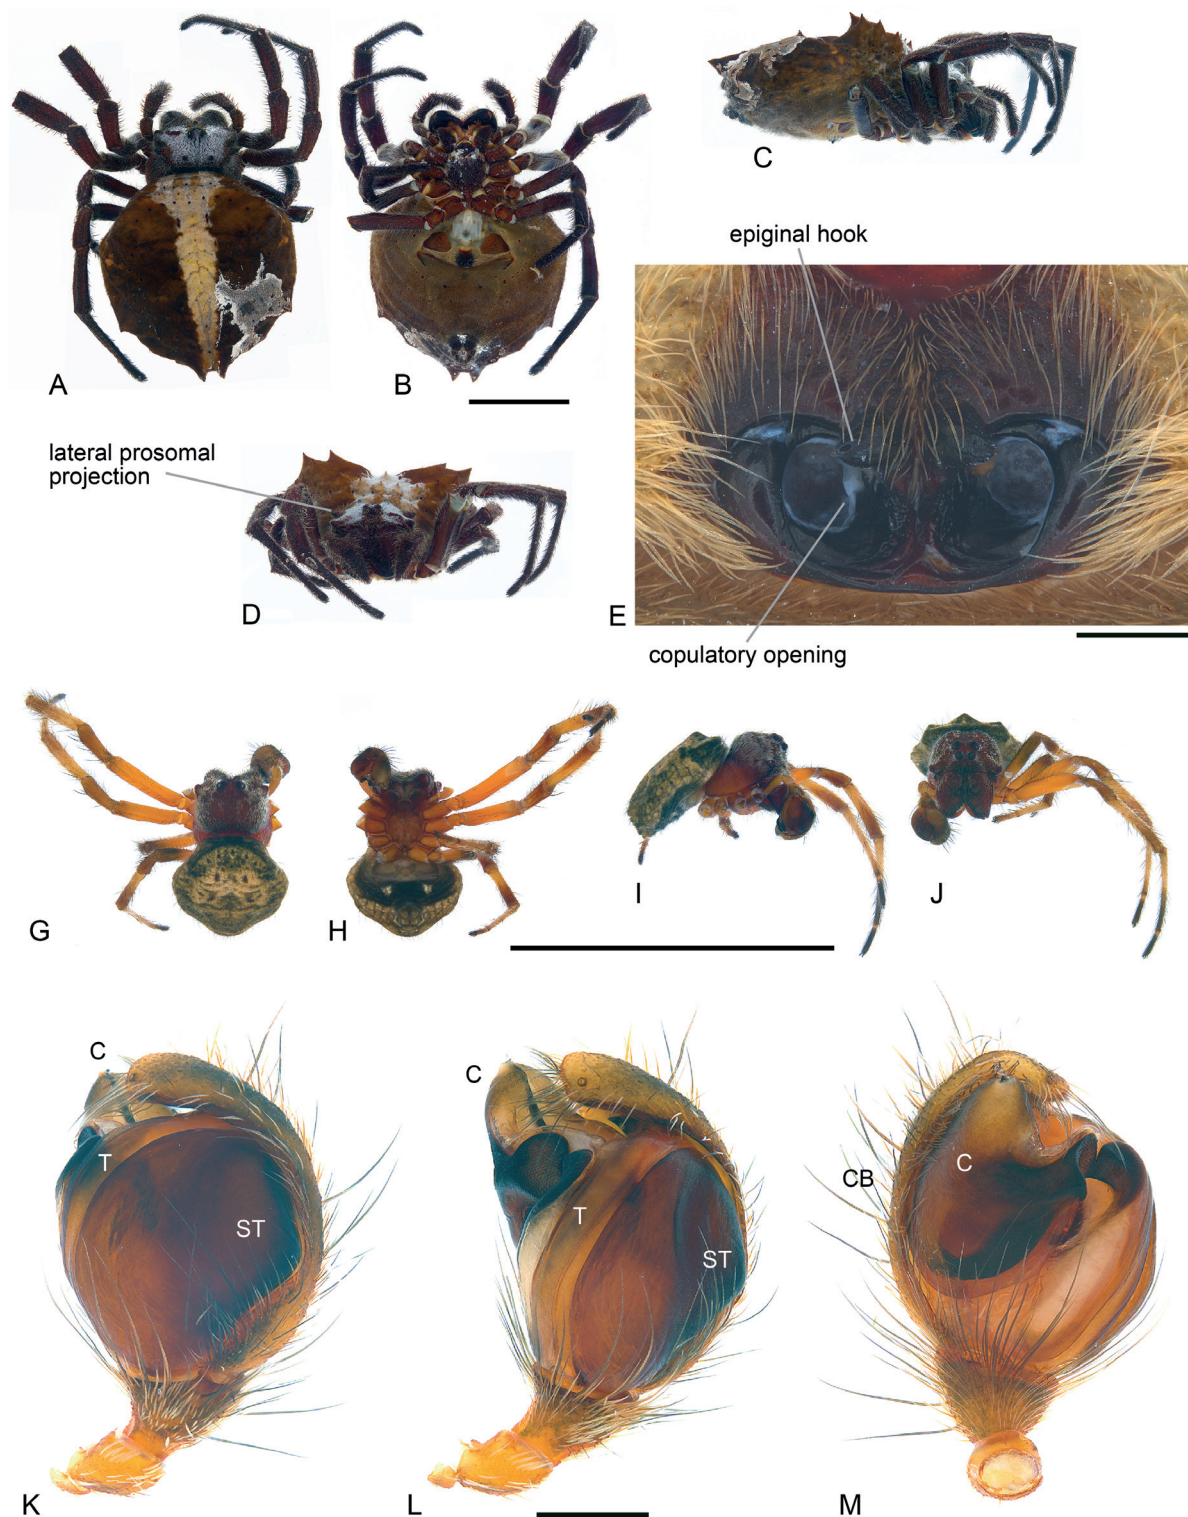 A
B
C
epiginal hook
lateral prosomal
projection
D
E
copulatory opening
G
H
I
J
C
T
ST
K
C
T
ST
L
CB
C
M